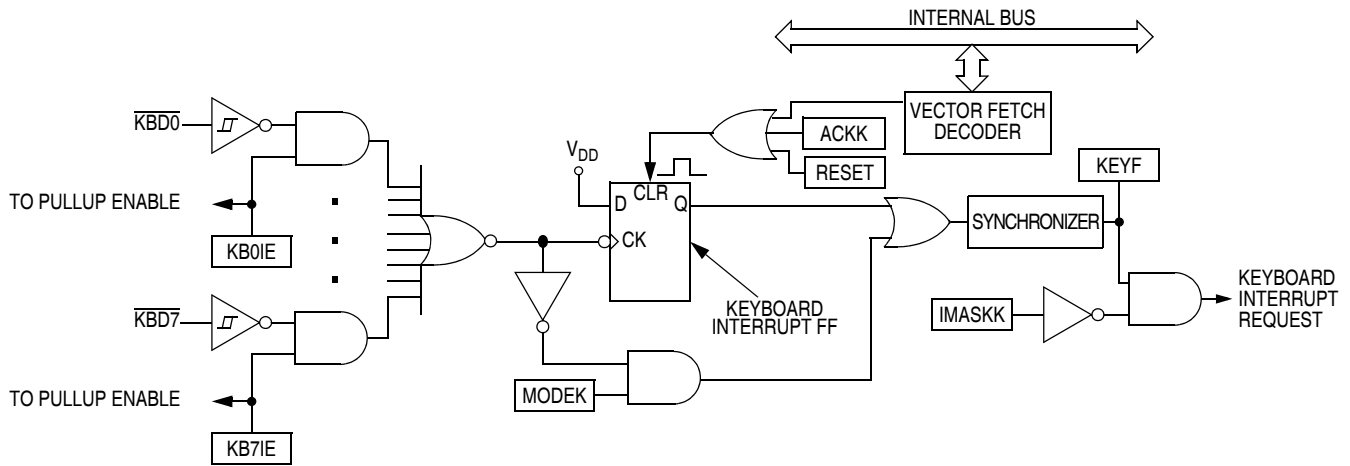 INTERNAL BUS
VECTOR FETCH
DECODER
ACKK
RESET
KBD0
TO PULLUP ENABLE
KB0IE
VDD
D
CLR
Q
CK
KEYBOARD
INTERRUPT FF
KEYF
SYNCHRONIZER
IMASKK
KEYBOARD
INTERRUPT
REQUEST
KBD7
MODEK
TO PULLUP ENABLE
KB7IE